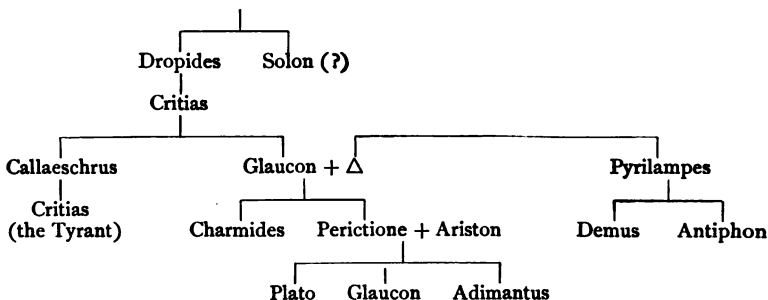 Dropides Solon (?)
Critias
Callaeschrus Glaucon + Δ Pyrilampes
Critias
(the Tyrant) Charmides Perictione + Ariston Demus Antiphon
Plato Glaucon Adimantus